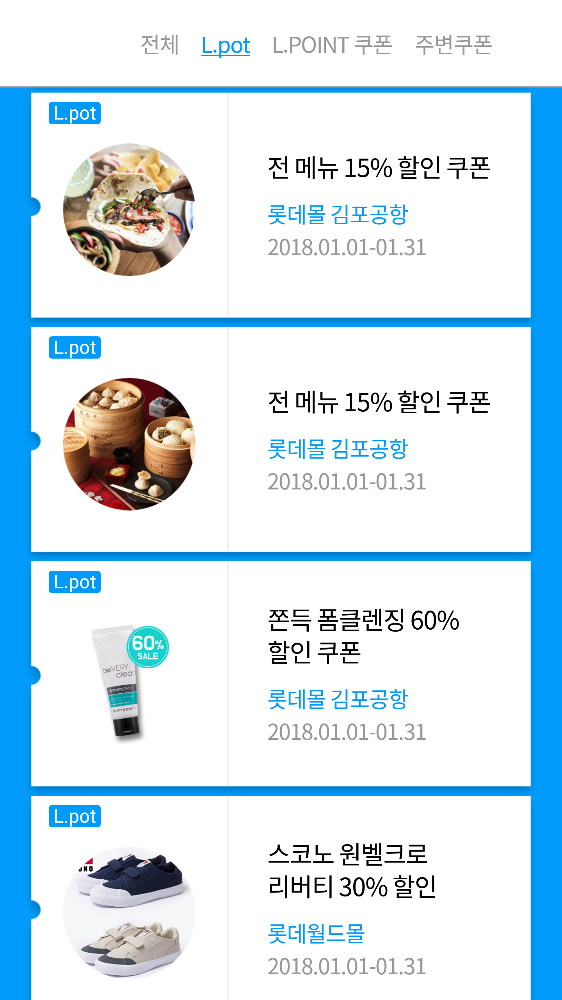 전체 L.pot L.POINT 쿠폰 주변쿠폰
L.pot
전 메뉴 15% 할인 쿠폰
롯데몰 김포공항
2018.01.01-01.31
L.pot
전 메뉴 15% 할인 쿠폰
롯데몰 김포공항
2018.01.01-01.31
L.pot
60%
SALE
beVERY
clear
cleansing foam
DUFT&DOFT
쫀득 폼클렌징 60%
할인 쿠폰
롯데몰 김포공항
2018.01.01-01.31
L.pot
ONO
스코노 원벨크로
리버티 30% 할인
롯데월드몰
2018.01.01-01.31